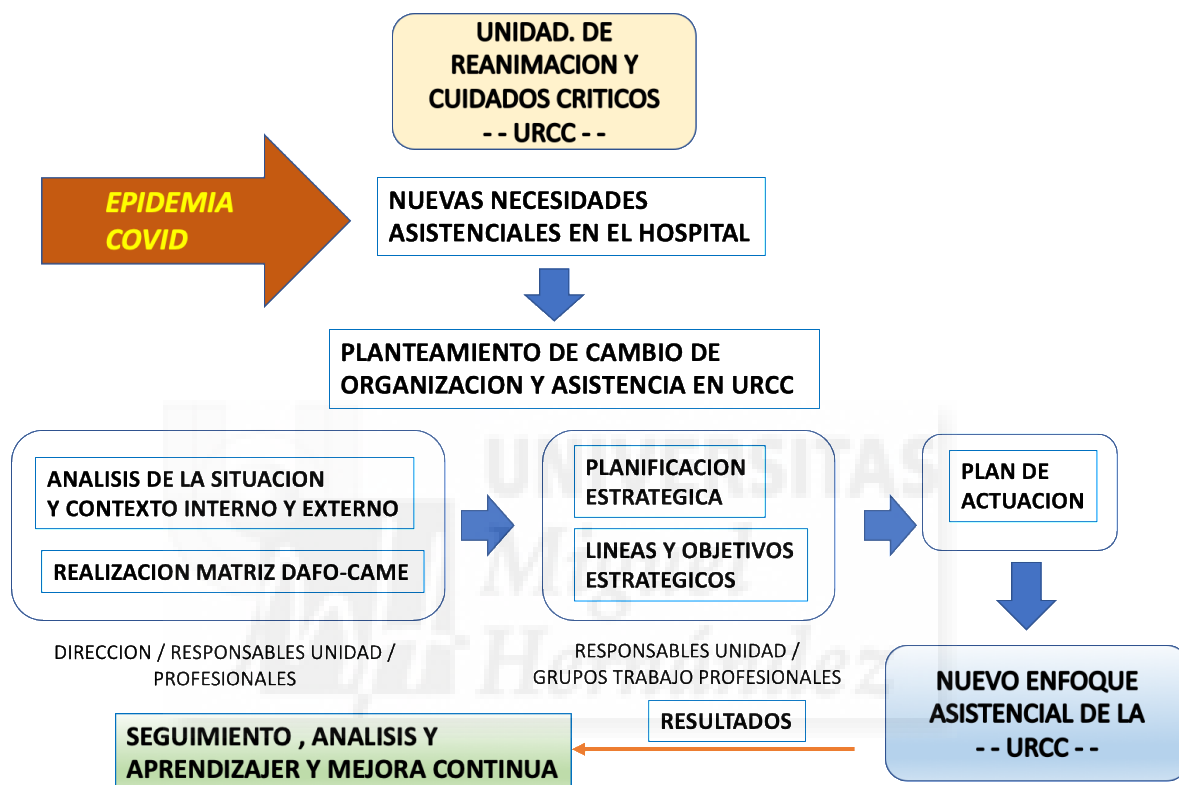 UNIDAD. DE
REANIMACION Y
CUIDADOS CRITICOS
- - URCC - -
EPIDEMIA
COVID
NUEVAS NECESIDADES
ASISTENCIALES EN EL HOSPITAL
PLANTEAMIENTO DE CAMBIO DE
ORGANIZACION Y ASISTENCIA EN URCC
ANALISIS DE LA SITUACION
Y CONTEXTO INTERNO Y EXTERNO
REALIZACION MATRIZ DAFO-CAME
PLANIFICACION
ESTRATEGICA
LINEAS Y OBJETIVOS
ESTRATEGICOS
PLAN DE
ACTUACION
DIRECCION / RESPONSABLES UNIDAD /
PROFESIONALES
RESPONSABLES UNIDAD /
GRUPOS TRABAJO PROFESIONALES
NUEVO ENFOQUE
ASISTENCIAL DE LA
- - URCC - -
RESULTADOS
SEGUIMIENTO , ANALISIS Y
APRENDIZAJER Y MEJORA CONTINUA
UNIVERSITAS
Miguel
Hernández